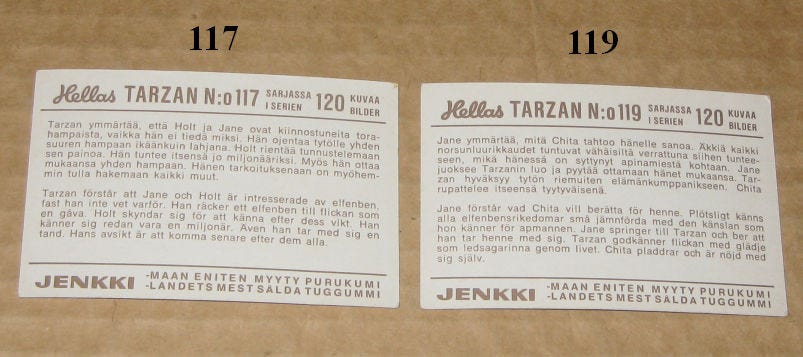 117
119
Hellas TARZAN N:o 117 SARJASSA I SERIEN 120 KUVAA BILDER
Tarzan ymmärtää, että Holt ja Jane ovat kiinnostuneita tora-
hampaista, vaikka hän ei tiedä miksi. Hän ojentaa tytölle yhden
suuren hampaan ikäänkuin lahjana. Holt rientää tunnustelemaan
sen painoa. Hän tuntee itsensä jo miljonääriksi. Myös hän ottaa
mukaansa yhden hampaan. Hänen tarkoituksenaan on myöhem-
min tulla hakemaan kaikki muut.
Tarzan förstår att Jane och Holt är intresserade av elfenben,
fast han inte vet varför. Han räcker ett elfenben till flickan som
en gåva. Holt skyndar sig för att känna efter dess vikt. Han
känner sig redan vara en miljonär. Även han tar med sig en
tand. Hans avsikt är att komma senare efter dem alla.
JENKKI -MAAN ENITEN MYYTY PURUKUMI
-LANDETS MEST SÅLDA TUGGUMMI
Hellas TARZAN N:o 119 SARJASSA I SERIEN 120 KUVAA BILDER
Jane ymmärtää, mitä Chita tahtoo hänelle sanoa. Äkkiä kaikki
norsunluurikkaudet tuntuvat vähäisiltä verrattuna siihen tuntee-
seen, mikä hänessä on syttynyt apinamiestä kohtaan. Jane
juoksee Tarzanin luo ja pyytää ottamaan hänet mukaansa. Tar-
zan hyväksyy tytön riemuiten elämänkumppanikseen. Chita
rupattelee itseensä tyytyväisenä.
Jane förstår vad Chita vill berätta för henne. Plötsligt känns
alla elfenbensrikedomar små jämnförda med den känslan som
hon känner för apmannen. Jane springer till Tarzan och ber att
han tar henne med sig. Tarzan godkänner flickan med glädje
som ledsagarinna genom livet. Chita pladdrar och är nöjd med
sig själv.
JENKKI -MAAN ENITEN MYYTY PURUKUMI
-LANDETS MEST SÅLDA TUGGUMMI